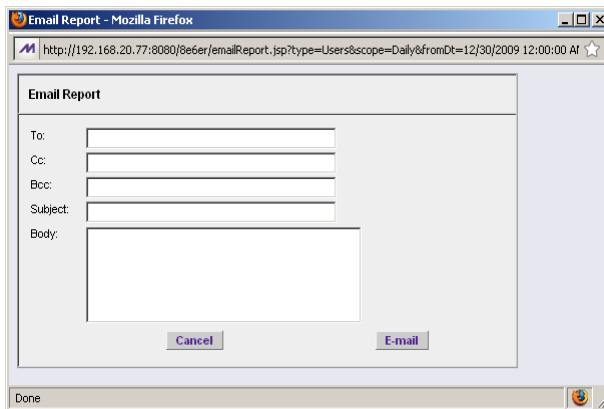 Email Report - Mozilla Firefox
http://192.168.20.77:8080/8e6er/emailReport.jsp?type=Users&scope=Daily&fromDt=12/30/2009 12:00:00 AM
Email Report
To:
Cc:
Bcc:
Subject:
Body:
Cancel
E-mail
Done